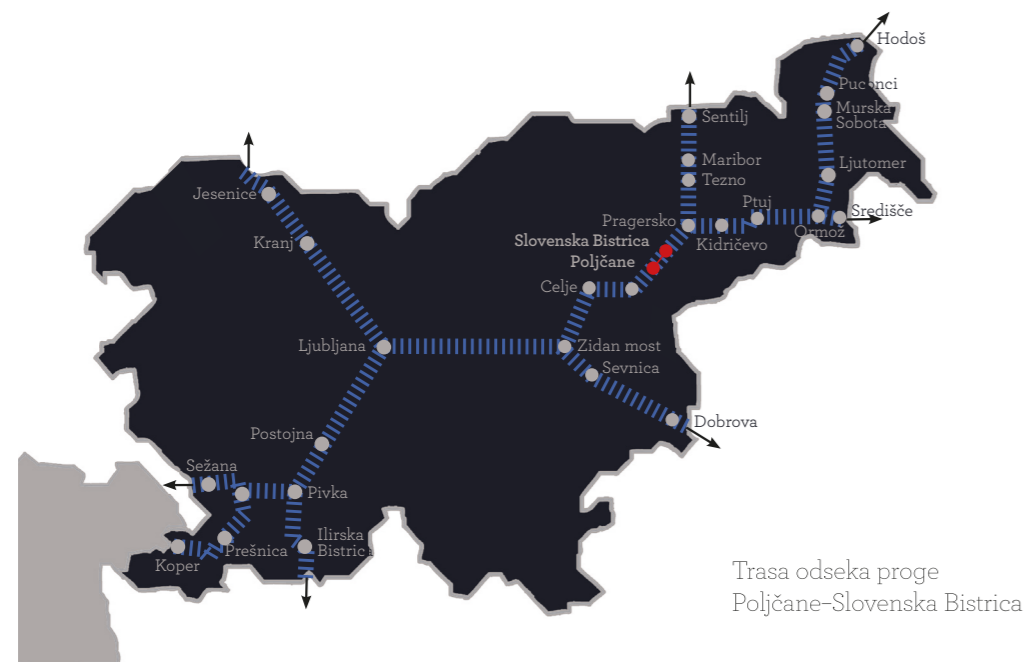 Hodoš
Puconci
Murska
Sobota
Šentilj
Maribor
Tezno
Ljutomer
Jesenice
Ptuj
Središče
Pragersko
Ormož
Kidričevo
Kranj
Slovenska Bistrica
Poljčane
Celje
Ljubljana
Zidan most
Sevnica
Dobrova
Postojna
Sežana
Pivka
Ilirska
Bistric
Prešnica
Koper
Trasa odseka proge
Poljčane–Slovenska Bistrica